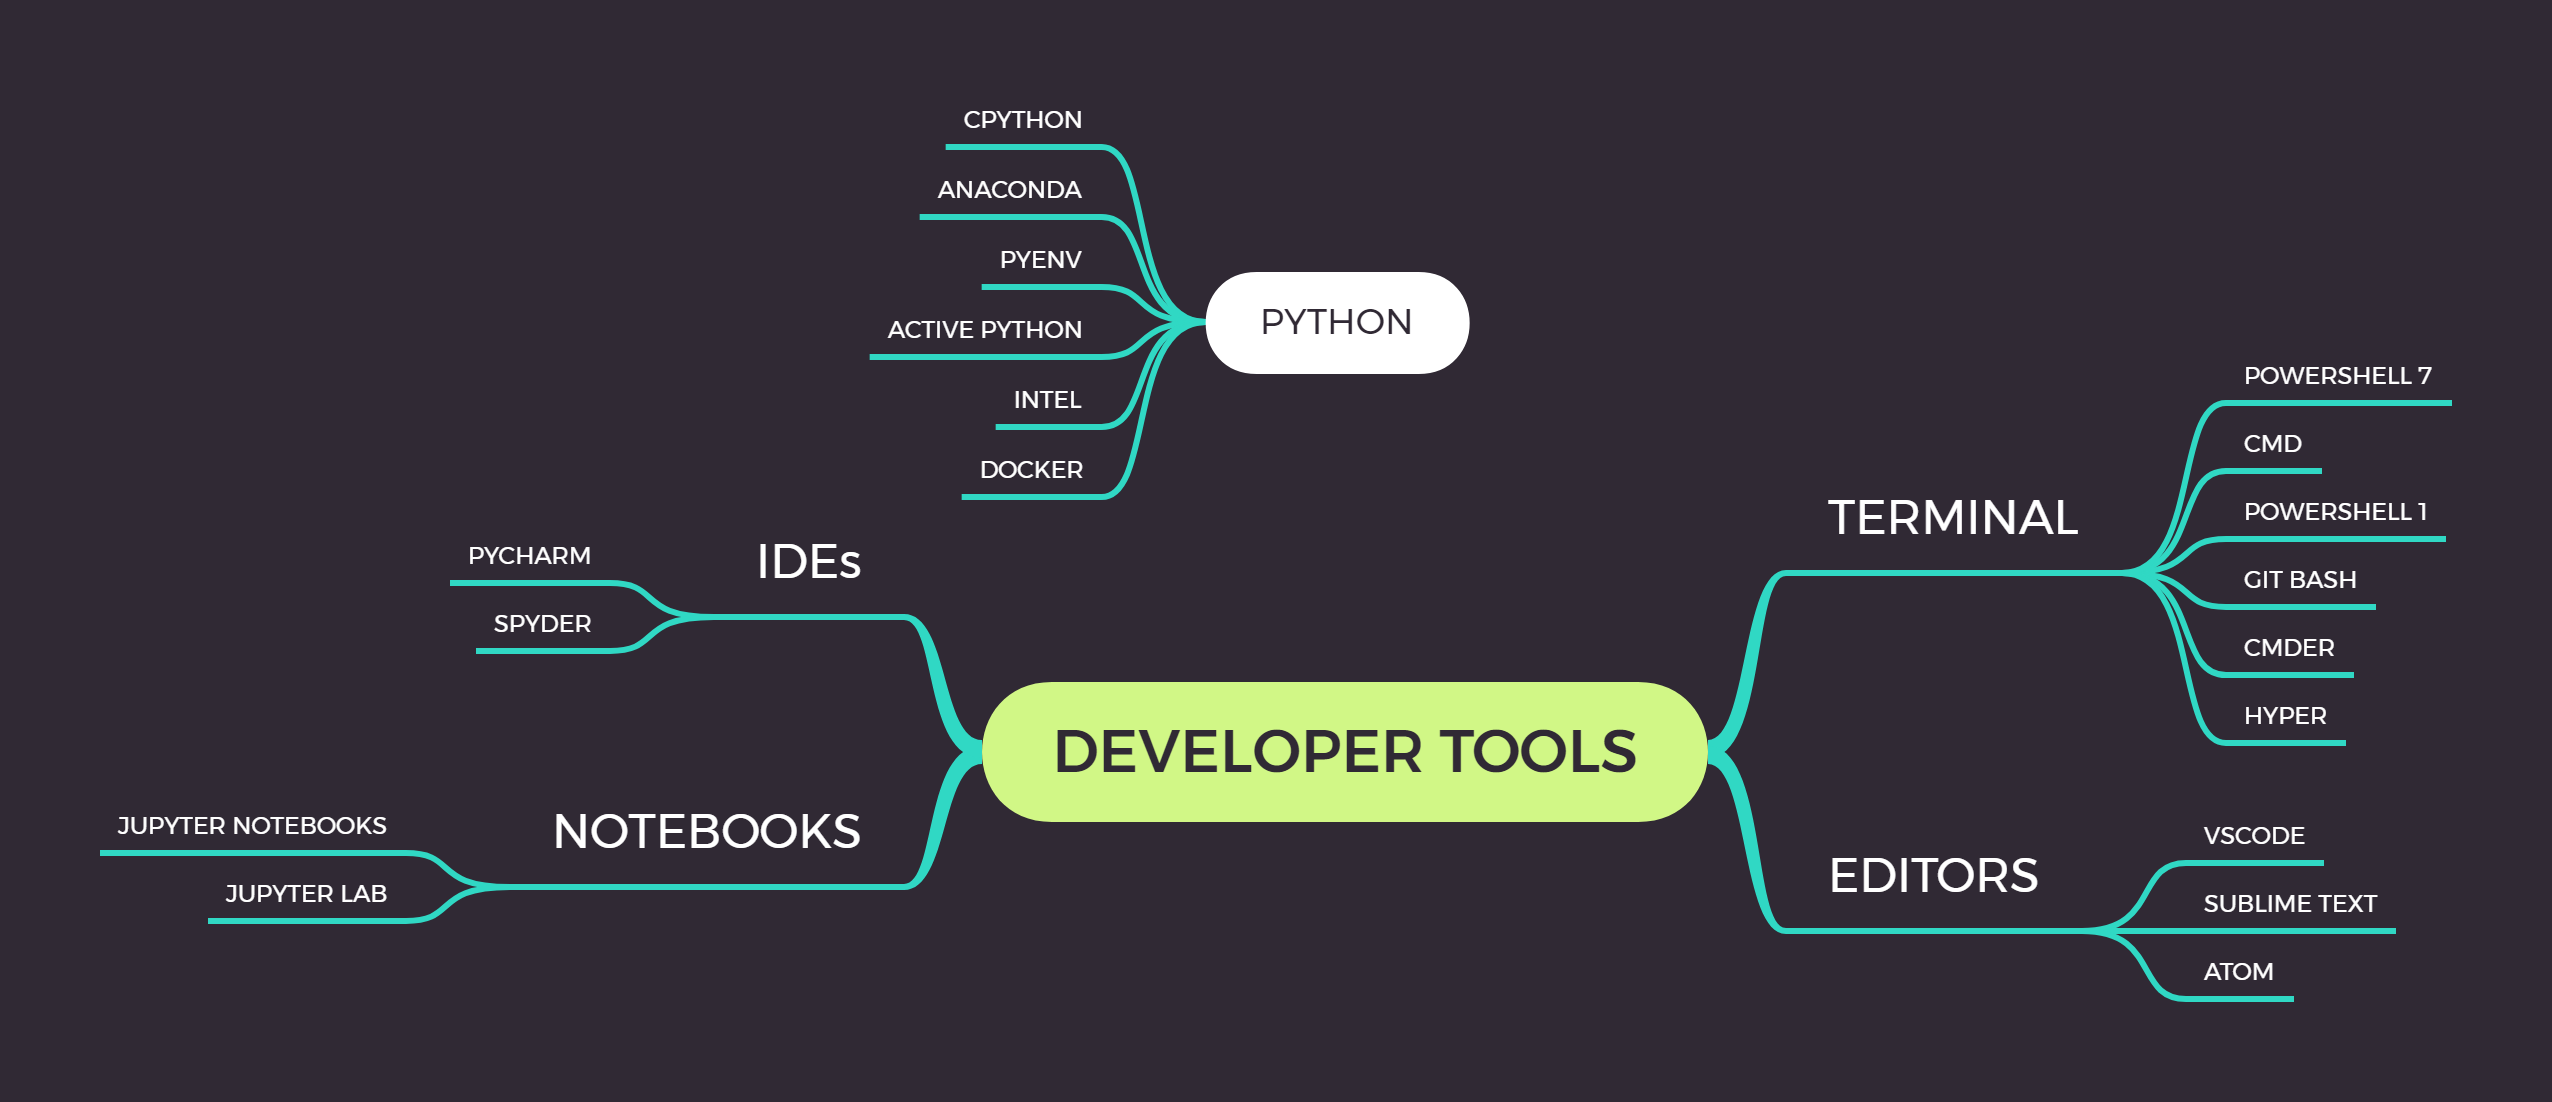 CPYTHON
ANACONDA
PYENV
ACTIVE PYTHON
INTEL
DOCKER
PYTHON
IDEs
PYCHARM
SPYDER
NOTEBOOKS
JUPYTER NOTEBOOKS
JUPYTER LAB
DEVELOPER TOOLS
TERMINAL
POWERSHELL 7
CMD
POWERSHELL 1
GIT BASH
CMDER
HYPER
EDITORS
VSCODE
SUBLIME TEXT
ATOM